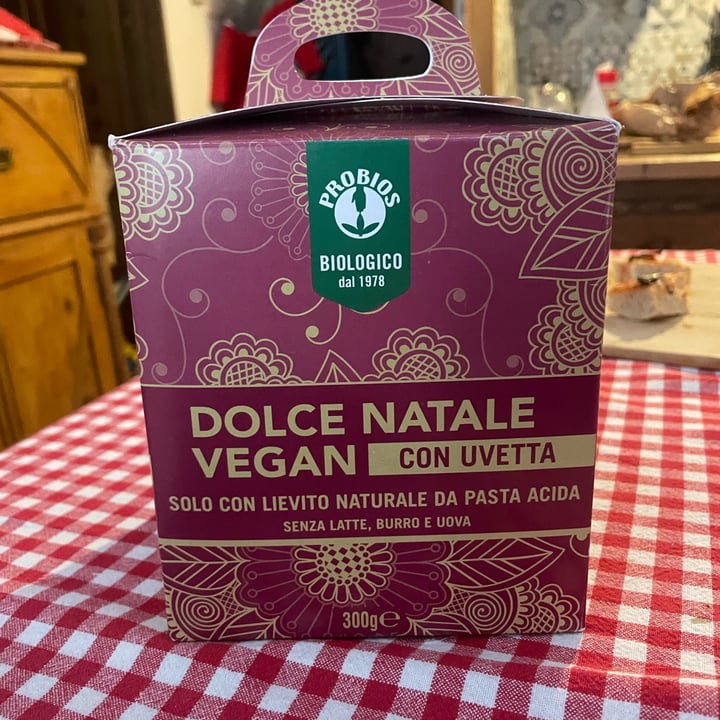 PROBIOS
BIOLOGICO
dal 1978
DOLCE NATALE
VEGAN CON UVETTA
SOLO CON LIEVITO NATURALE DA PASTA ACIDA
SENZA LATTE, BURRO E UOVA
300g℮